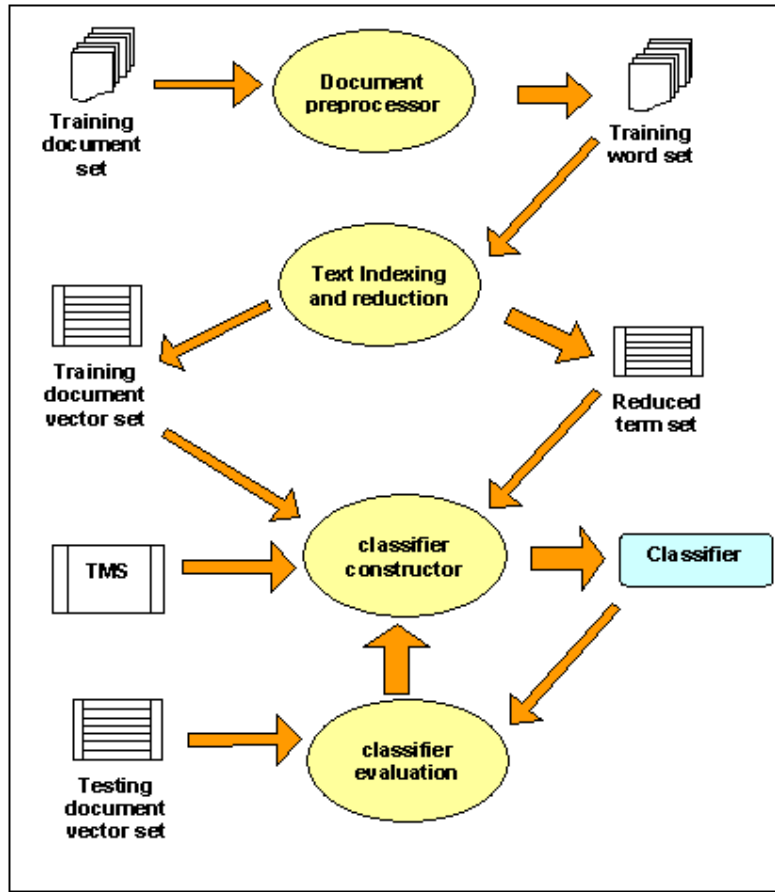 Training
document
set
Document
preprocessor
Training
word set
Text Indexing
and reduction
Training
document
vector set
Reduced
term set
TMS
classifier
constructor
Classifier
Testing
document
vector set
classifier
evaluation